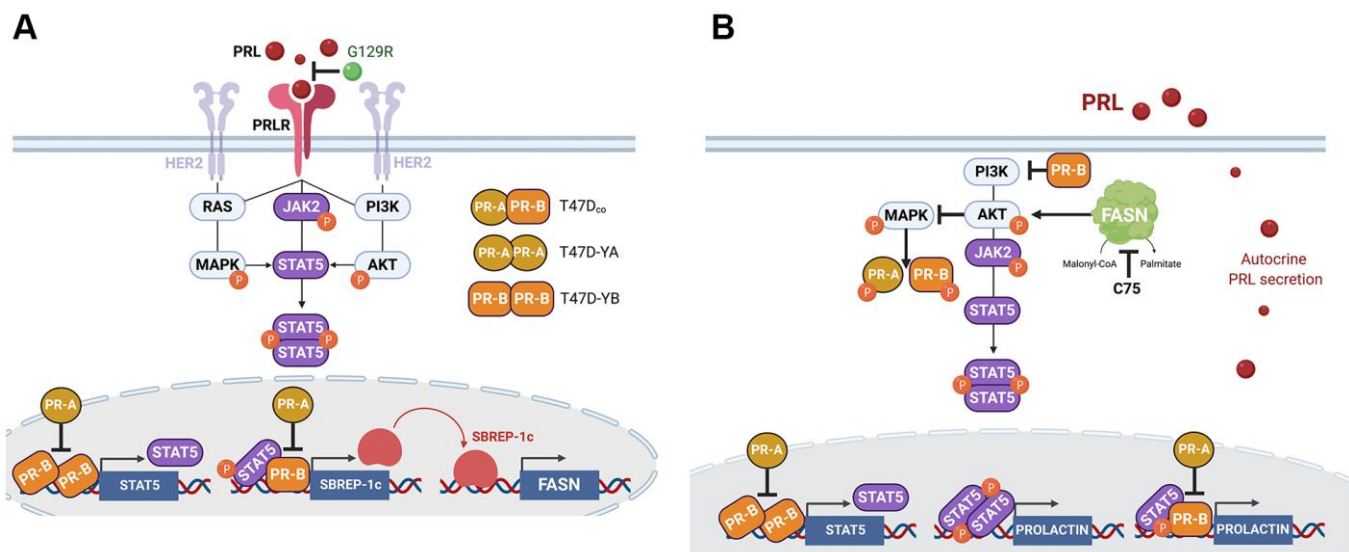 A
PRL
G129R
PRLR
HER2
HER2
RAS
JAK2
P
PI3K
MAPK
P
STAT5
AKT
P
STAT5
P
P
STAT5
PR-A PR-B T47Dco
PR-A PR-A T47D-YA
PR-B PR-B T47D-YB
PR-A
PR-B
PR-B
STAT5
STAT5
PR-A
P
STAT5
PR-B
SBREP-1c
SBREP-1c
FASN
B
PRL
PI3K
PR-B
MAPK
P
AKT
P
FASN
JAK2
P
Malonyl-CoA
Palmitate
C75
PR-A
P
PR-B
P
STAT5
Autocrine
PRL secretion
STAT5
P
P
STAT5
PR-A
PR-B
PR-B
STAT5
STAT5
STAT5
P
STAT5
P
PROLACTIN
PR-A
STAT5
P
PR-B
PROLACTIN